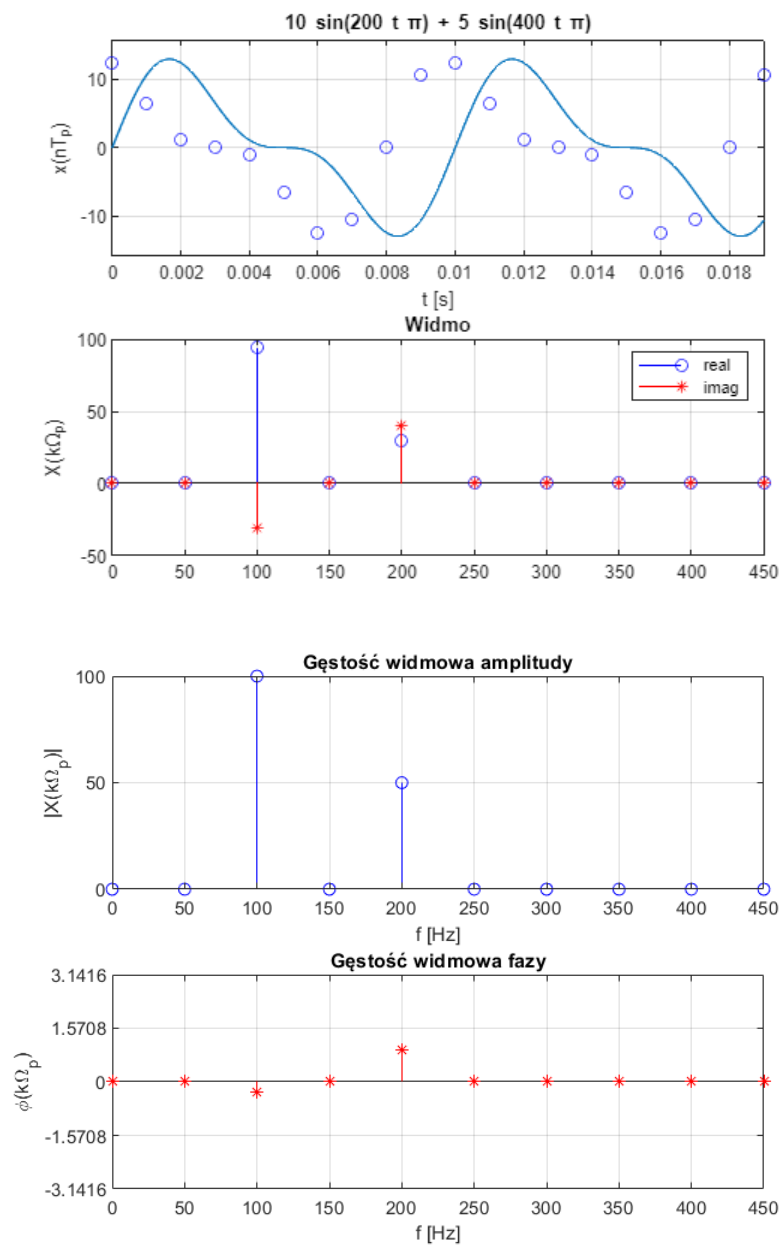 10 sin(200 t π) + 5 sin(400 t π)
10
0
-10
x(nTₚ)
0 0.002 0.004 0.006 0.008 0.01 0.012 0.014 0.016 0.018
t [s]
Widmo
100
50
0
-50
X(kΩₚ)
real
imag
0 50 100 150 200 250 300 350 400 450
Gęstość widmowa amplitudy
100
50
0
|X(kΩₚ)|
0 50 100 150 200 250 300 350 400 450
f [Hz]
Gęstość widmowa fazy
3.1416
1.5708
0
-1.5708
-3.1416
ϕ(kΩₚ)
0 50 100 150 200 250 300 350 400 450
f [Hz]